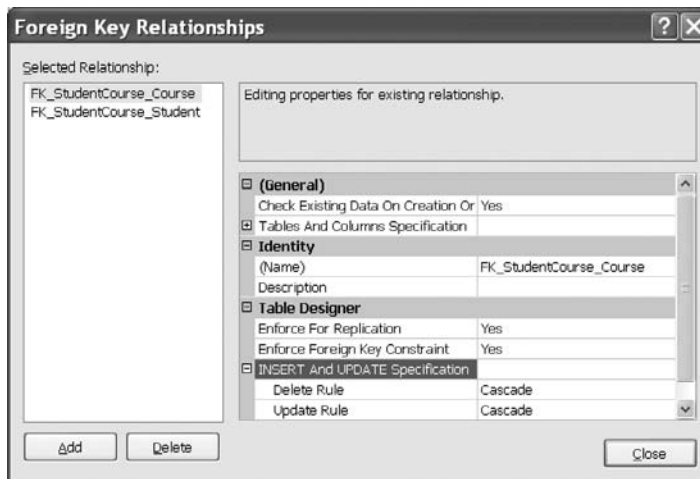 Foreign Key Relationships
Selected Relationship:
FK_StudentCourse_Course
FK_StudentCourse_Student
Editing properties for existing relationship.
(General)
Check Existing Data On Creation Or Yes
Tables And Columns Specification
Identity
(Name) FK_StudentCourse_Course
Description
Table Designer
Enforce For Replication Yes
Enforce Foreign Key Constraint Yes
INSERT And UPDATE Specification
Delete Rule Cascade
Update Rule Cascade
Add Delete Close